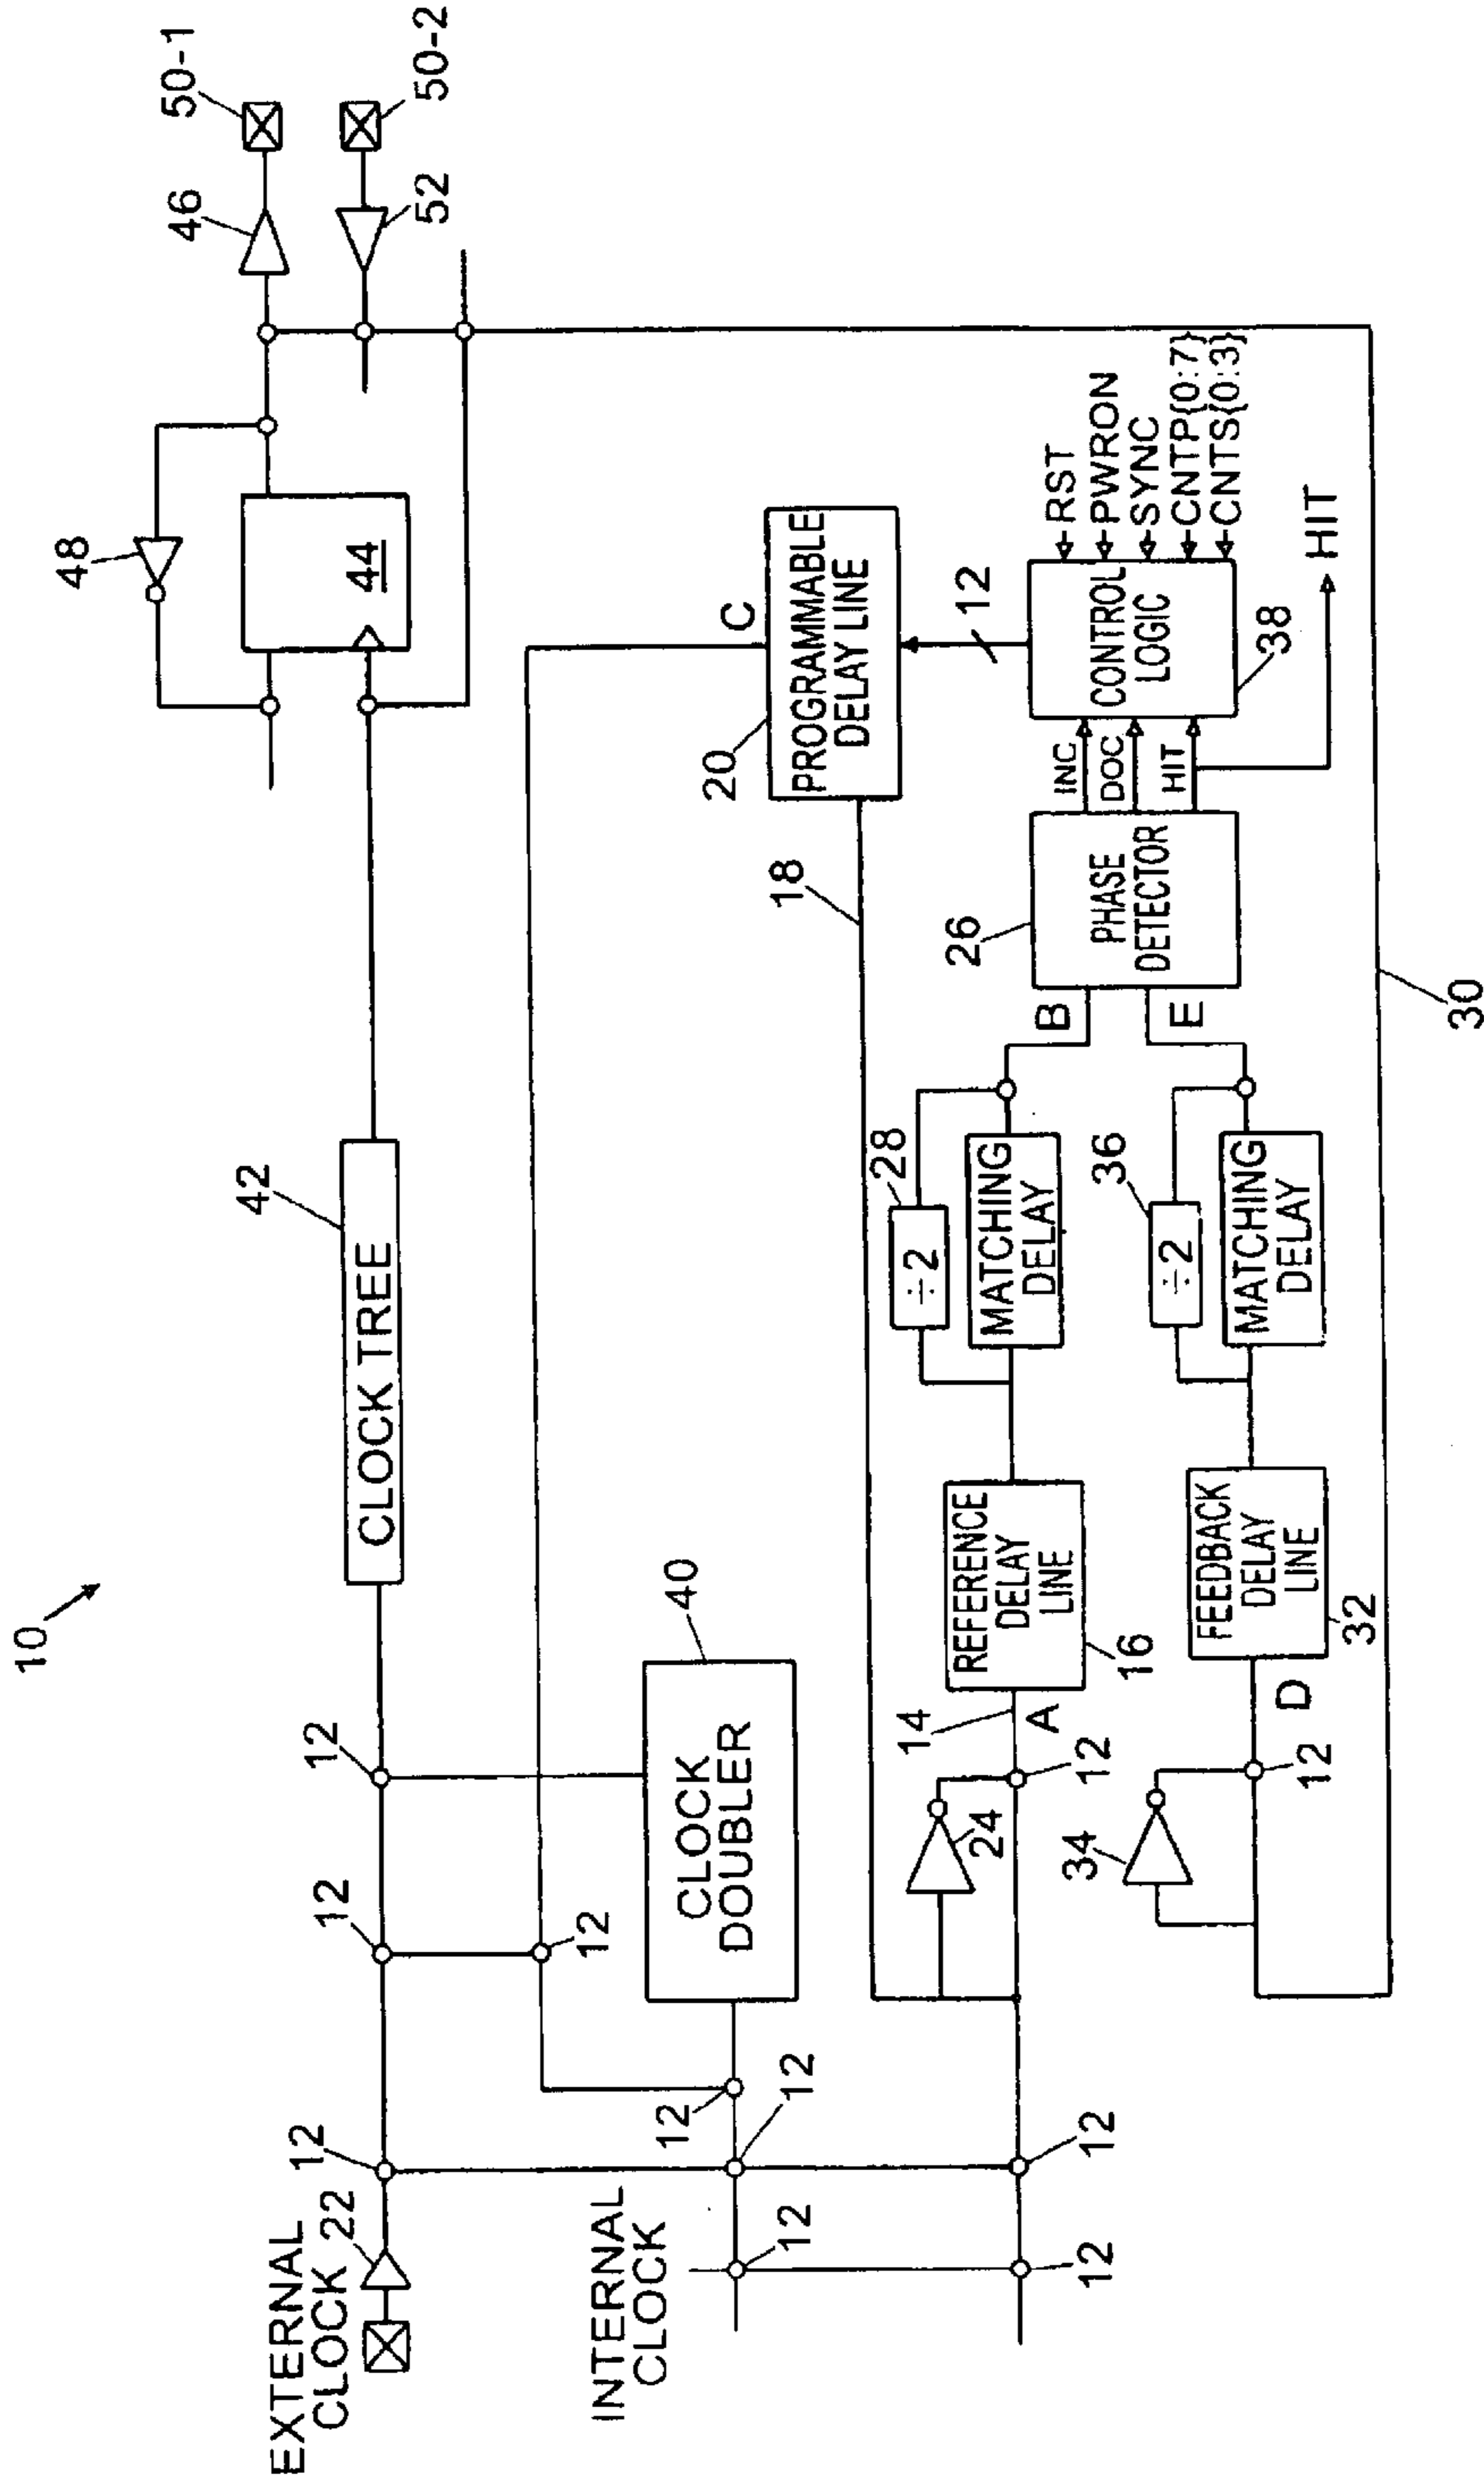 10
EXTERNAL
CLOCK
22
12
12
12
42
CLOCK TREE
48
44
46
50-1
50-2
52
INTERNAL
CLOCK
12
12
12
12
40
CLOCK
DOUBLER
C
20
PROGRAMMABLE
DELAY LINE
18
12
12
12
24
12
14
A
16
REFERENCE
DELAY
LINE
28
÷2
MATCHING
DELAY
B
26
PHASE
DETECTOR
E
INC
DOC
HIT
CONTROL
LOGIC
38
RST
PWRON
SYNC
CNTP{0:7}
CNTS{0:3}
HIT
34
12
D
32
FEEDBACK
DELAY
LINE
36
÷2
MATCHING
DELAY
30